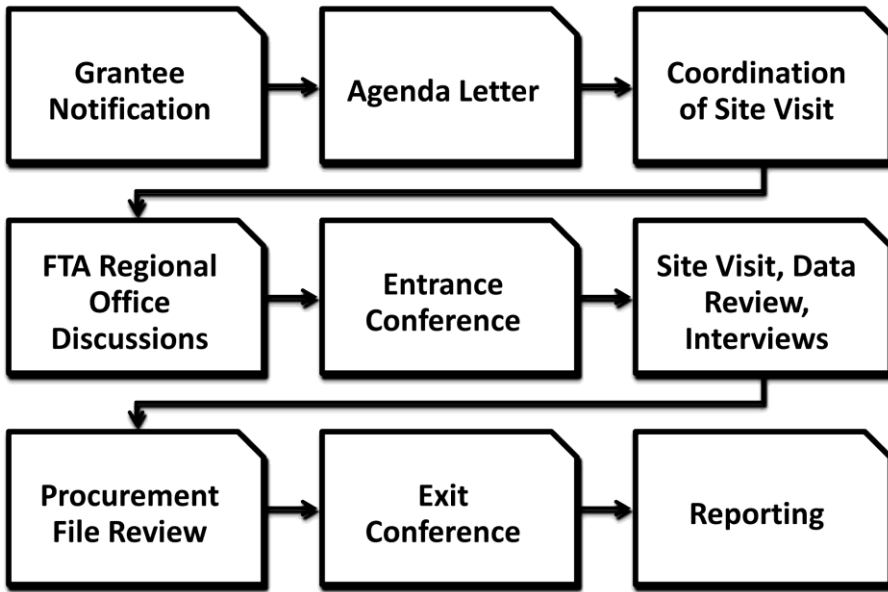 Grantee
Notification
Agenda Letter
Coordination
of Site Visit
FTA Regional
Office
Discussions
Entrance
Conference
Site Visit, Data
Review,
Interviews
Procurement
File Review
Exit
Conference
Reporting